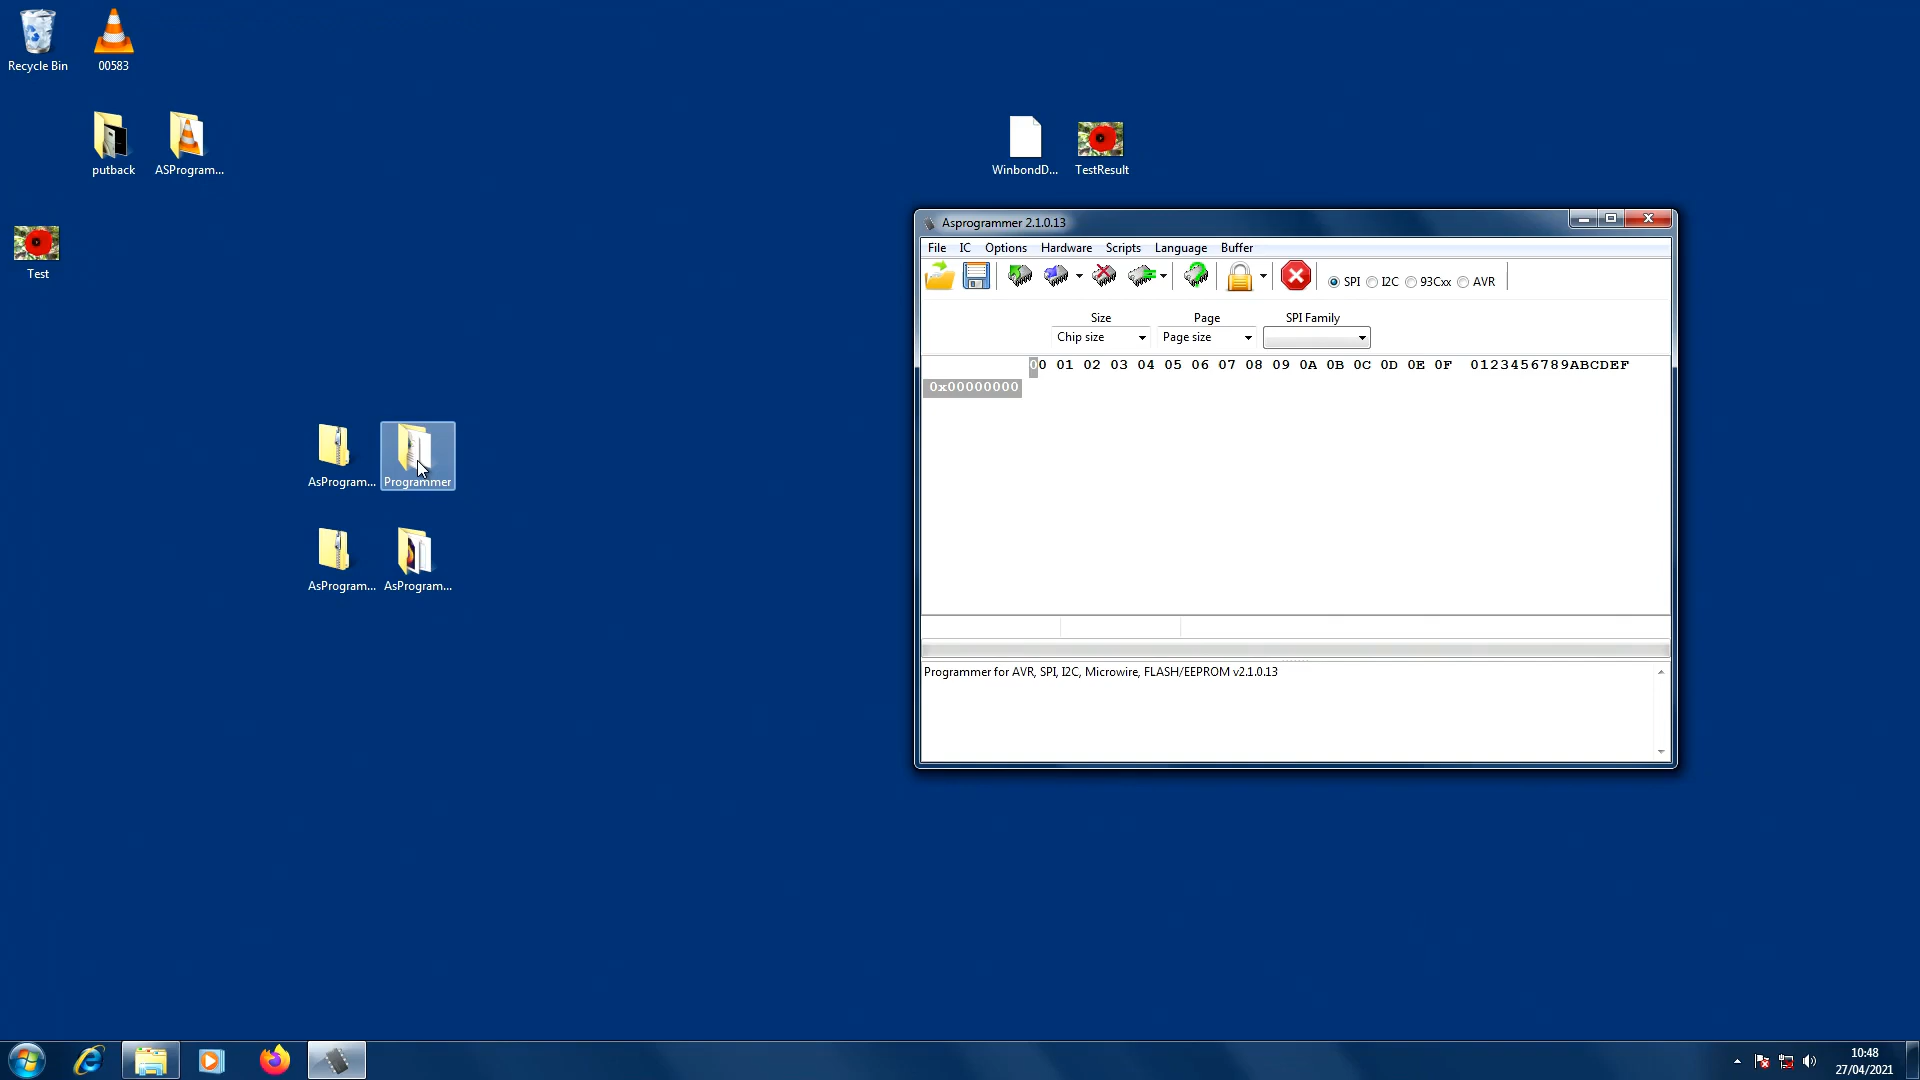 Recycle Bin
00583
putback
ASProgram...
WinbondD...
TestResult
Test
AsProgram...
Programmer
AsProgram...
AsProgram...
Asprogrammer 2.1.0.13
File IC Options Hardware Scripts Language Buffer
SPI I2C 93Cxx AVR
Size Page SPI Family
Chip size Page size
00 01 02 03 04 05 06 07 08 09 0A 0B 0C 0D 0E 0F 0123456789ABCDEF
0x00000000
Programmer for AVR, SPI, I2C, Microwire, FLASH/EEPROM v2.1.0.13
10:48
27/04/2021